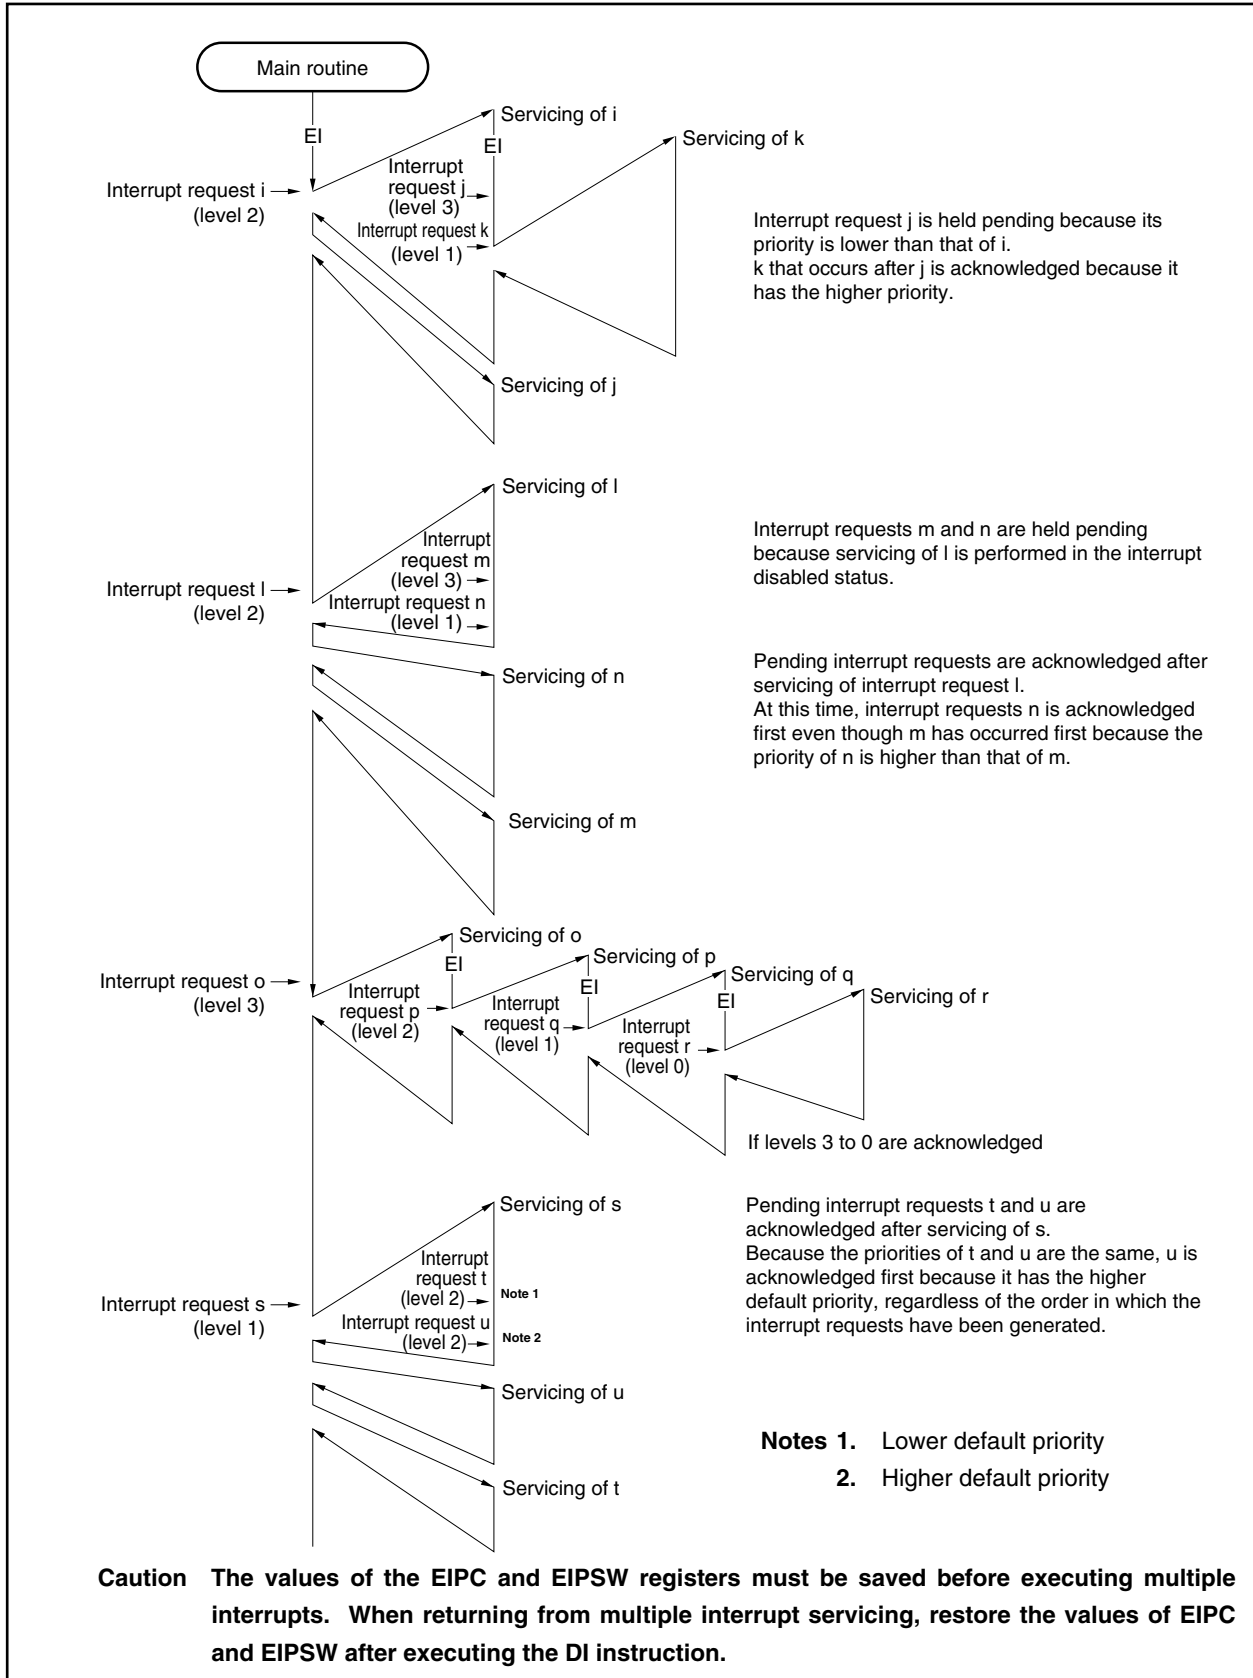 Main routine
EI
Servicing of i
EI
Servicing of k
Interrupt request i
(level 2)
Interrupt
request j
(level 3)
Interrupt request k
(level 1)
Interrupt request j is held pending because its
priority is lower than that of i.
k that occurs after j is acknowledged because it
has the higher priority.
Servicing of j
Servicing of l
Interrupt request l
(level 2)
Interrupt
request m
(level 3)
Interrupt request n
(level 1)
Interrupt requests m and n are held pending
because servicing of l is performed in the interrupt
disabled status.
Servicing of n
Pending interrupt requests are acknowledged after
servicing of interrupt request l.
At this time, interrupt requests n is acknowledged
first even though m has occurred first because the
priority of n is higher than that of m.
Servicing of m
Interrupt request o
(level 3)
Servicing of o
EI
Interrupt
request p
(level 2)
Servicing of p
EI
Interrupt
request q
(level 1)
Servicing of q
EI
Interrupt
request r
(level 0)
Servicing of r
If levels 3 to 0 are acknowledged
Servicing of s
Interrupt request s
(level 1)
Interrupt
request t
(level 2)
Note 1
Interrupt request u
(level 2)
Note 2
Pending interrupt requests t and u are
acknowledged after servicing of s.
Because the priorities of t and u are the same, u is
acknowledged first because it has the higher
default priority, regardless of the order in which the
interrupt requests have been generated.
Servicing of u
Servicing of t
Notes 1. Lower default priority
2. Higher default priority
Caution The values of the EIPC and EIPSW registers must be saved before executing multiple
interrupts. When returning from multiple interrupt servicing, restore the values of EIPC
and EIPSW after executing the DI instruction.